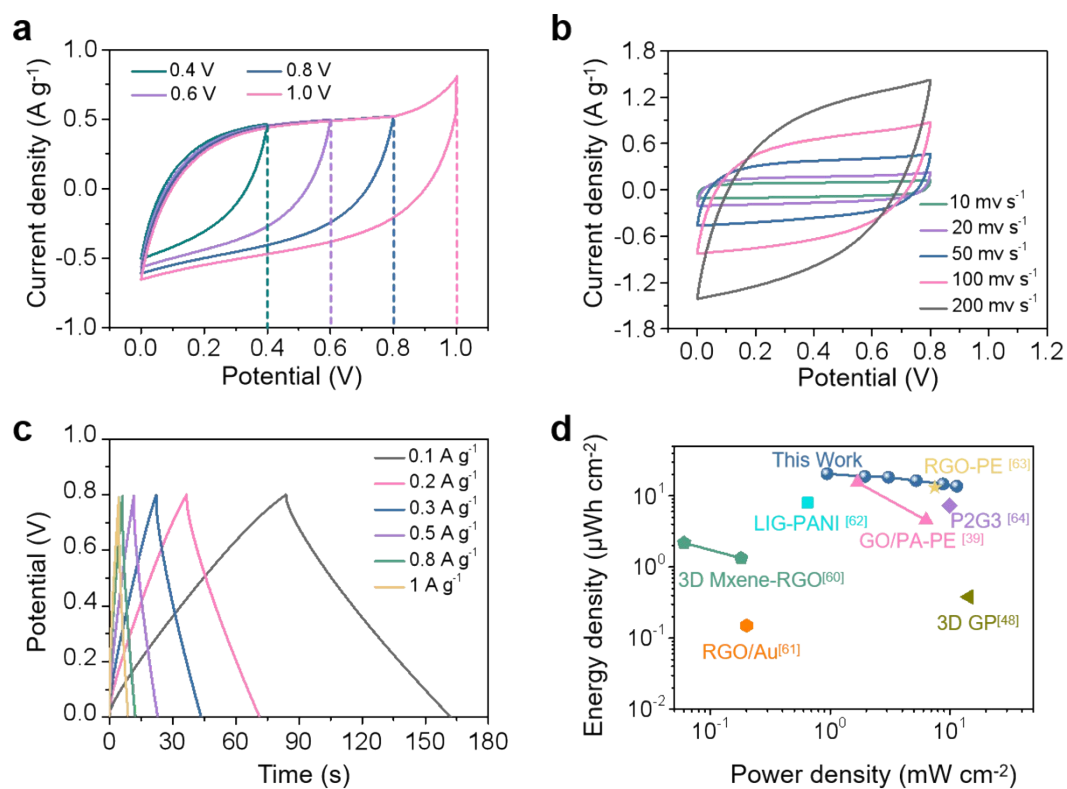 a
1.0
0.5
0.0
-0.5
-1.0
Current density (A g⁻¹)
0.4 V
0.8 V
0.6 V
1.0 V
0.0 0.2 0.4 0.6 0.8 1.0
Potential (V)
b
1.8
1.2
0.6
0.0
-0.6
-1.2
-1.8
Current density (A g⁻¹)
10 mv s⁻¹
20 mv s⁻¹
50 mv s⁻¹
100 mv s⁻¹
200 mv s⁻¹
0.0 0.4 0.8 1.2
Potential (V)
c
1.0
0.8
0.6
0.4
0.2
0.0
Potential (V)
0.1 A g⁻¹
0.2 A g⁻¹
0.3 A g⁻¹
0.5 A g⁻¹
0.8 A g⁻¹
1 A g⁻¹
0 30 60 90 120 150 180
Time (s)
d
10¹
10⁰
10⁻¹
10⁻²
Energy density (μWh cm⁻²)
This Work
RGO-PE [63]
LIG-PANI [62]
P2G3 [64]
GO/PA-PE [39]
3D Mxene-RGO[60]
RGO/Au[61]
3D GP[48]
10⁻¹ 10⁰ 10¹
Power density (mW cm⁻²)